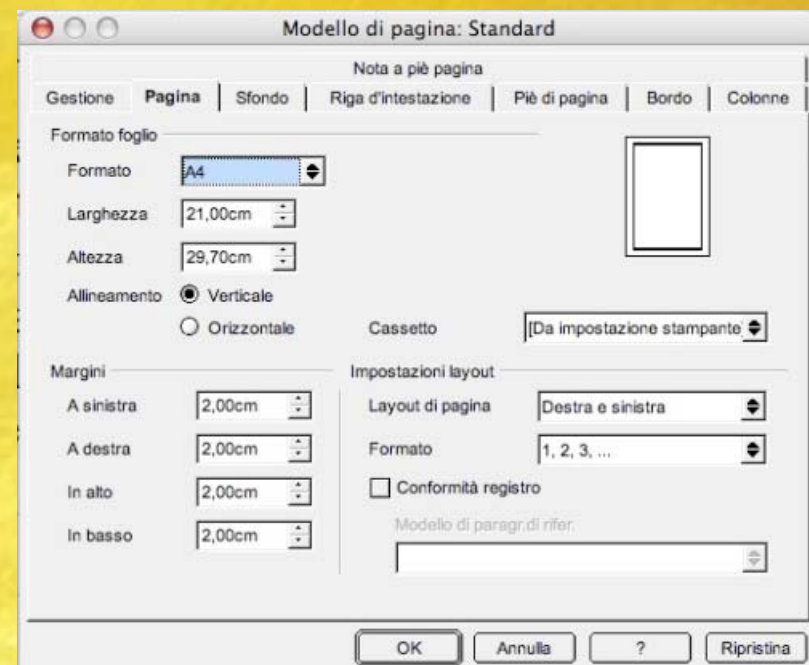 Modello di pagina: Standard
Nota a piè pagina
Gestione Pagina Sfondo Riga d'intestazione Piè di pagina Bordo Colonne
Formato foglio
Formato A4
Larghezza 21,00cm
Altezza 29,70cm
Allineamento Verticale
Orizzontale Cassetto [Da impostazione stampante]
Margini Impostazioni layout
A sinistra 2,00cm Layout di pagina Destra e sinistra
A destra 2,00cm Formato 1, 2, 3, ...
In alto 2,00cm Conformità registro
Modello di paragr.di rifer.
In basso 2,00cm
OK Annulla ? Ripristina